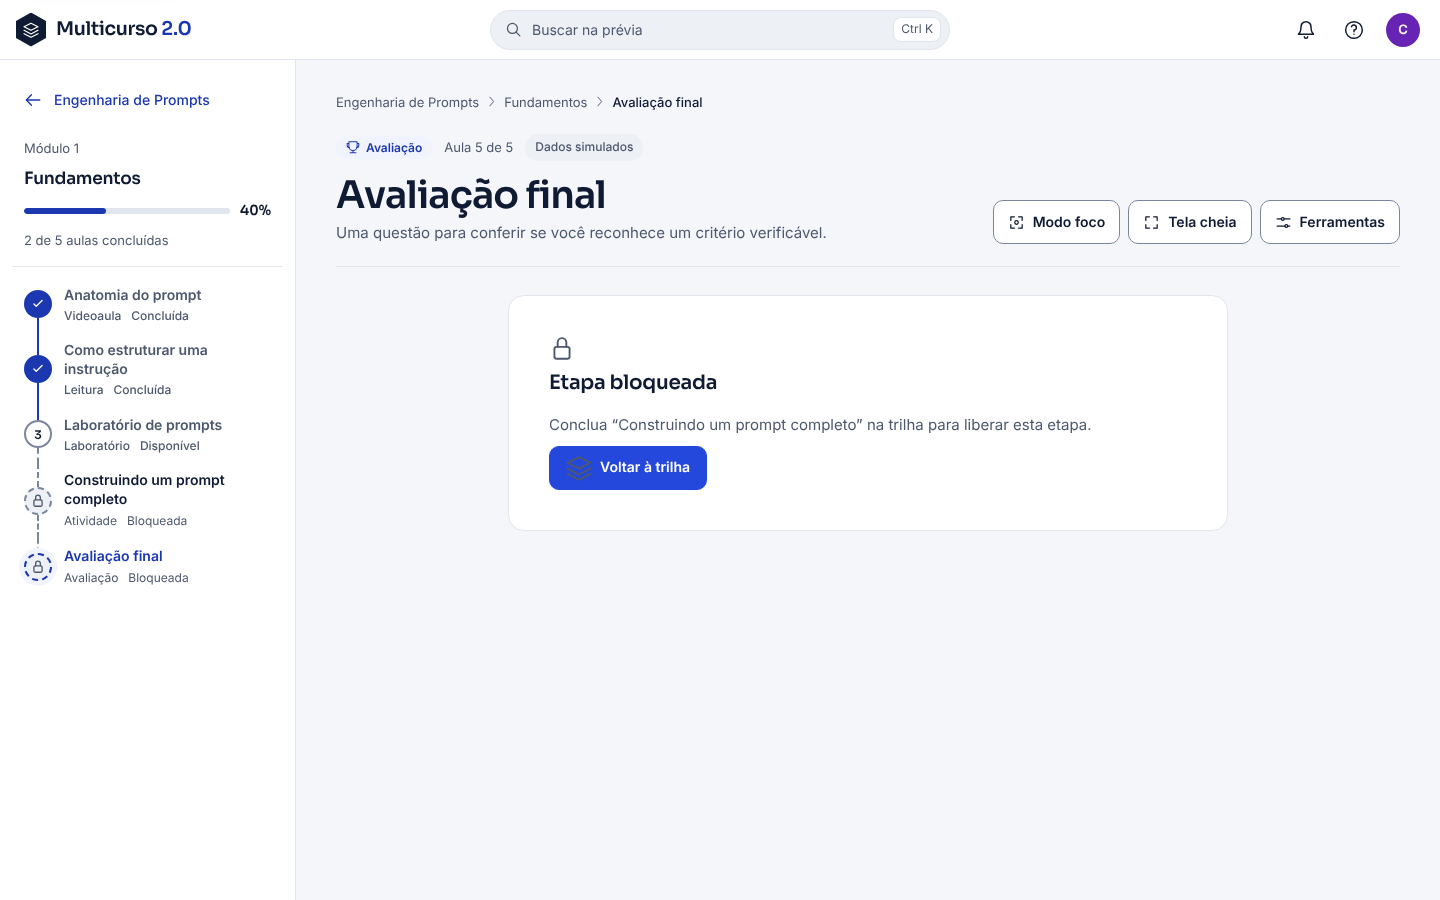 Multicurso 2.0
Buscar na prévia
Ctrl K
C
Engenharia de Prompts
Módulo 1
Fundamentos
40%
2 de 5 aulas concluídas
Anatomia do prompt
Videoaula Concluída
Como estruturar uma
instrução
Leitura Concluída
3
Laboratório de prompts
Laboratório Disponível
Construindo um prompt
completo
Atividade Bloqueada
Avaliação final
Avaliação Bloqueada
Engenharia de Prompts Fundamentos Avaliação final
Avaliação Aula 5 de 5 Dados simulados
Avaliação final
Uma questão para conferir se você reconhece um critério verificável.
Modo foco
Tela cheia
Ferramentas
Etapa bloqueada
Conclua “Construindo um prompt completo” na trilha para liberar esta etapa.
Voltar à trilha